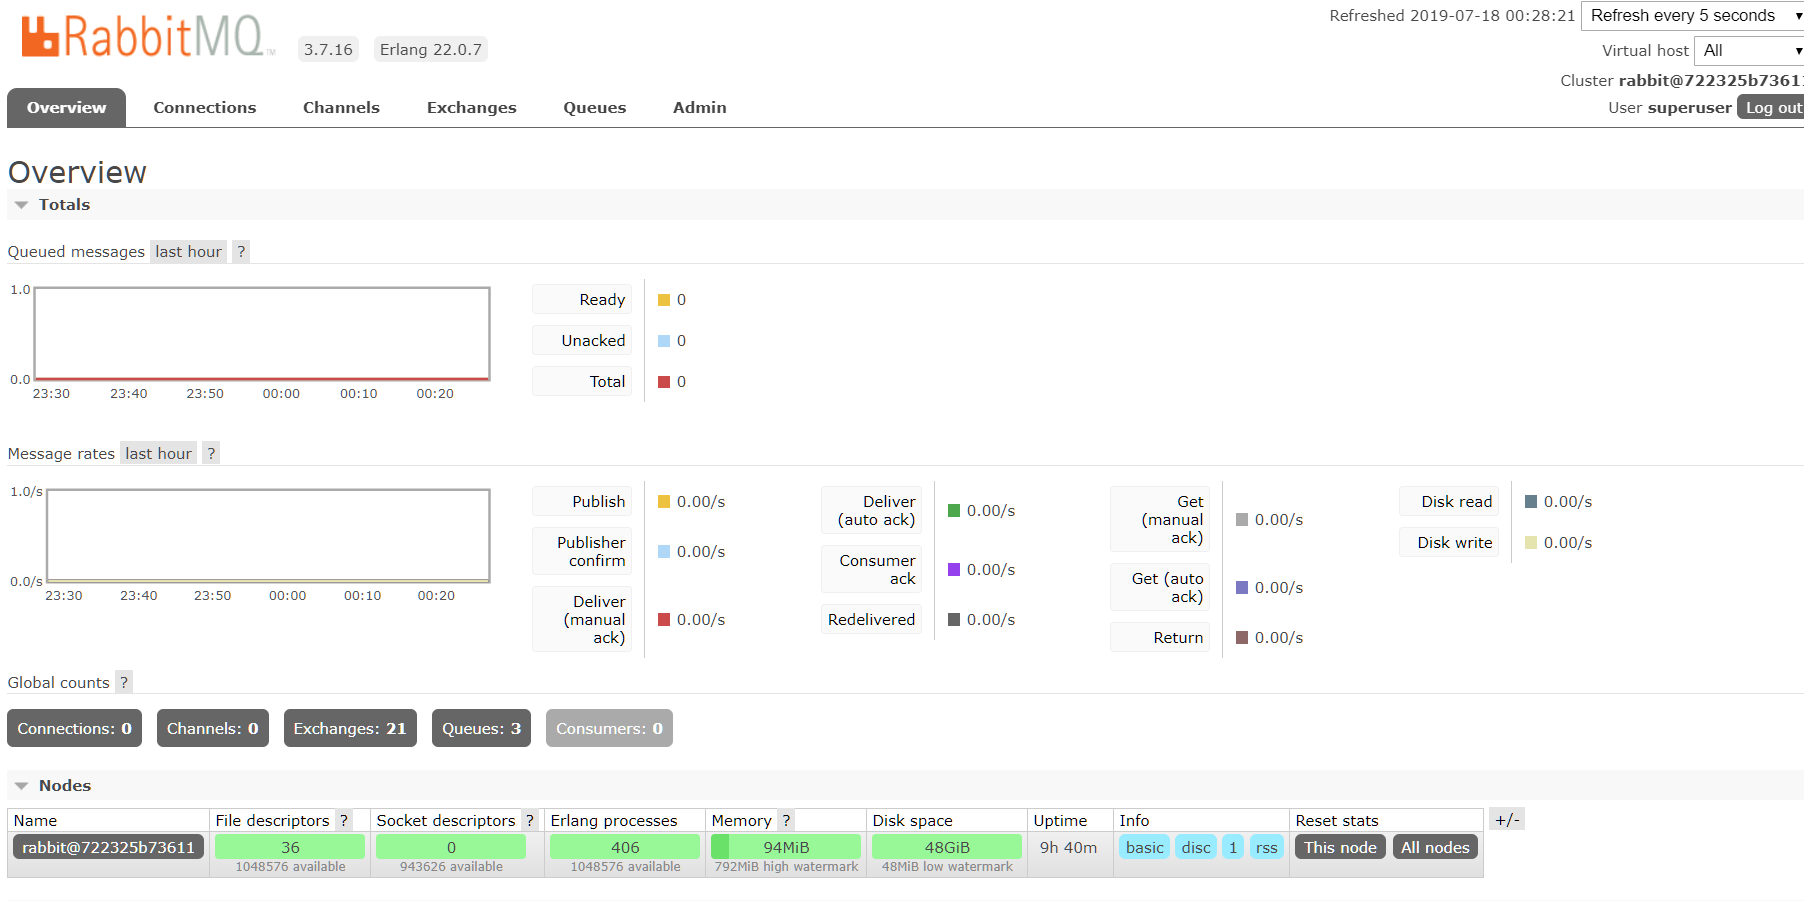 RabbitMQ™ 3.7.16 Erlang 22.0.7
Refreshed 2019-07-18 00:28:21 Refresh every 5 seconds
Virtual host All
Cluster rabbit@722325b73611
User superuser Log out
Overview Connections Channels Exchanges Queues Admin
Overview
Totals
Queued messages last hour ?
1.0
0.0
23:30 23:40 23:50 00:00 00:10 00:20
Ready 0
Unacked 0
Total 0
Message rates last hour ?
1.0/s
0.0/s
23:30 23:40 23:50 00:00 00:10 00:20
Publish 0.00/s
Publisher
confirm 0.00/s
Deliver
(manual
ack) 0.00/s
Deliver
(auto ack) 0.00/s
Consumer
ack 0.00/s
Redelivered 0.00/s
Get
(manual
ack) 0.00/s
Get (auto
ack) 0.00/s
Return 0.00/s
Disk read 0.00/s
Disk write 0.00/s
Global counts ?
Connections: 0 Channels: 0 Exchanges: 21 Queues: 3 Consumers: 0
Nodes
Name File descriptors ? Socket descriptors ? Erlang processes Memory ? Disk space Uptime Info Reset stats +/-
rabbit@722325b73611 36 0 406 94MiB 48GiB 9h 40m basic disc 1 rss This node All nodes
1048576 available 943626 available 1048576 available 792MiB high watermark 48MiB low watermark